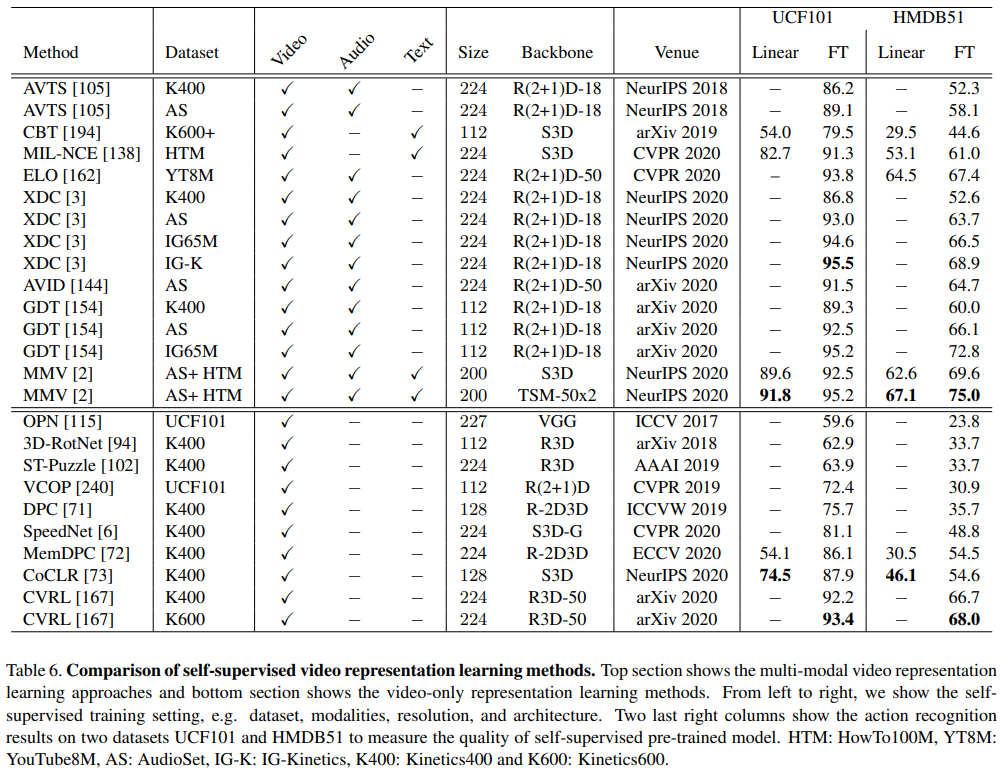 UCF101 HMDB51
Method Dataset Video Audio Text Size Backbone Venue Linear FT Linear FT
AVTS [105] K400 ✓ ✓ − 224 R(2+1)D-18 NeurIPS 2018 − 86.2 − 52.3
AVTS [105] AS ✓ ✓ − 224 R(2+1)D-18 NeurIPS 2018 − 89.1 − 58.1
CBT [194] K600+ ✓ − ✓ 112 S3D arXiv 2019 54.0 79.5 29.5 44.6
MIL-NCE [138] HTM ✓ − ✓ 224 S3D CVPR 2020 82.7 91.3 53.1 61.0
ELO [162] YT8M ✓ ✓ − 224 R(2+1)D-50 CVPR 2020 – 93.8 64.5 67.4
XDC [3] K400 ✓ ✓ − 224 R(2+1)D-18 NeurIPS 2020 − 86.8 − 52.6
XDC [3] AS ✓ ✓ − 224 R(2+1)D-18 NeurIPS 2020 − 93.0 − 63.7
XDC [3] IG65M ✓ ✓ − 224 R(2+1)D-18 NeurIPS 2020 − 94.6 − 66.5
XDC [3] IG-K ✓ ✓ − 224 R(2+1)D-18 NeurIPS 2020 − 95.5 − 68.9
AVID [144] AS ✓ ✓ − 224 R(2+1)D-50 arXiv 2020 − 91.5 − 64.7
GDT [154] K400 ✓ ✓ − 112 R(2+1)D-18 arXiv 2020 − 89.3 − 60.0
GDT [154] AS ✓ ✓ − 112 R(2+1)D-18 arXiv 2020 − 92.5 − 66.1
GDT [154] IG65M ✓ ✓ − 112 R(2+1)D-18 arXiv 2020 − 95.2 − 72.8
MMV [2] AS+ HTM ✓ ✓ ✓ 200 S3D NeurIPS 2020 89.6 92.5 62.6 69.6
MMV [2] AS+ HTM ✓ ✓ ✓ 200 TSM-50x2 NeurIPS 2020 91.8 95.2 67.1 75.0
OPN [115] UCF101 ✓ − − 227 VGG ICCV 2017 − 59.6 − 23.8
3D-RotNet [94] K400 ✓ − − 112 R3D arXiv 2018 − 62.9 − 33.7
ST-Puzzle [102] K400 ✓ − − 224 R3D AAAI 2019 − 63.9 − 33.7
VCOP [240] UCF101 ✓ − − 112 R(2+1)D CVPR 2019 − 72.4 − 30.9
DPC [71] K400 ✓ − − 128 R-2D3D ICCVW 2019 − 75.7 − 35.7
SpeedNet [6] K400 ✓ − − 224 S3D-G CVPR 2020 − 81.1 − 48.8
MemDPC [72] K400 ✓ − − 224 R-2D3D ECCV 2020 54.1 86.1 30.5 54.5
CoCLR [73] K400 ✓ − − 128 S3D NeurIPS 2020 74.5 87.9 46.1 54.6
CVRL [167] K400 ✓ − − 224 R3D-50 arXiv 2020 − 92.2 − 66.7
CVRL [167] K600 ✓ − − 224 R3D-50 arXiv 2020 − 93.4 − 68.0
Table 6. Comparison of self-supervised video representation learning methods. Top section shows the multi-modal video representation
learning approaches and bottom section shows the video-only representation learning methods. From left to right, we show the self-
supervised training setting, e.g. dataset, modalities, resolution, and architecture. Two last right columns show the action recognition
results on two datasets UCF101 and HMDB51 to measure the quality of self-supervised pre-trained model. HTM: HowTo100M, YT8M:
YouTube8M, AS: AudioSet, IG-K: IG-Kinetics, K400: Kinetics400 and K600: Kinetics600.